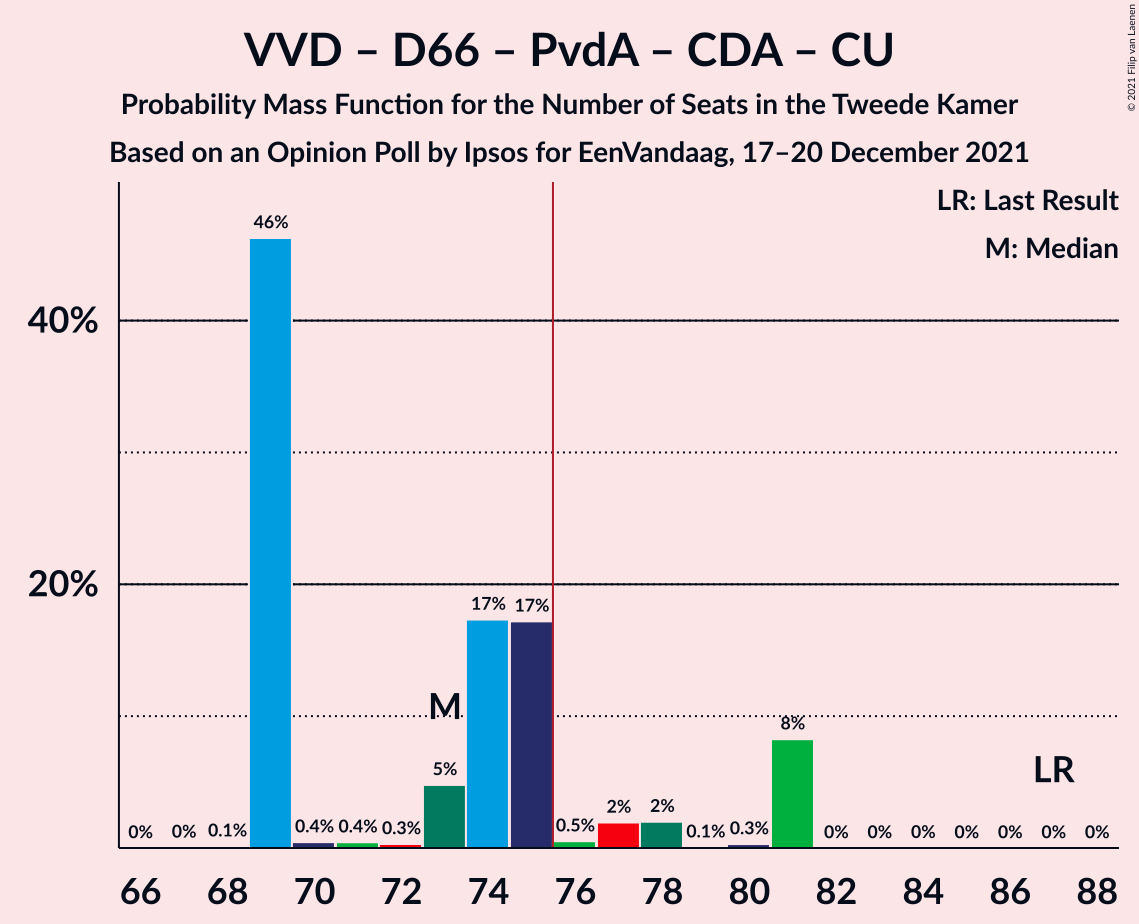 VVD – D66 – PvdA – CDA – CU
Probability Mass Function for the Number of Seats in the Tweede Kamer
Based on an Opinion Poll by Ipsos for EenVandaag, 17–20 December 2021
© 2021 Filip van Laenen
LR: Last Result
M: Median
46%
40%
20%
17% 17%
M
8%
LR
5%
0% 0% 0.1% 0.4% 0.4% 0.3% 0.5% 2% 2% 0.1% 0.3% 0% 0% 0% 0% 0% 0% 0%
66 68 70 72 74 76 78 80 82 84 86 88